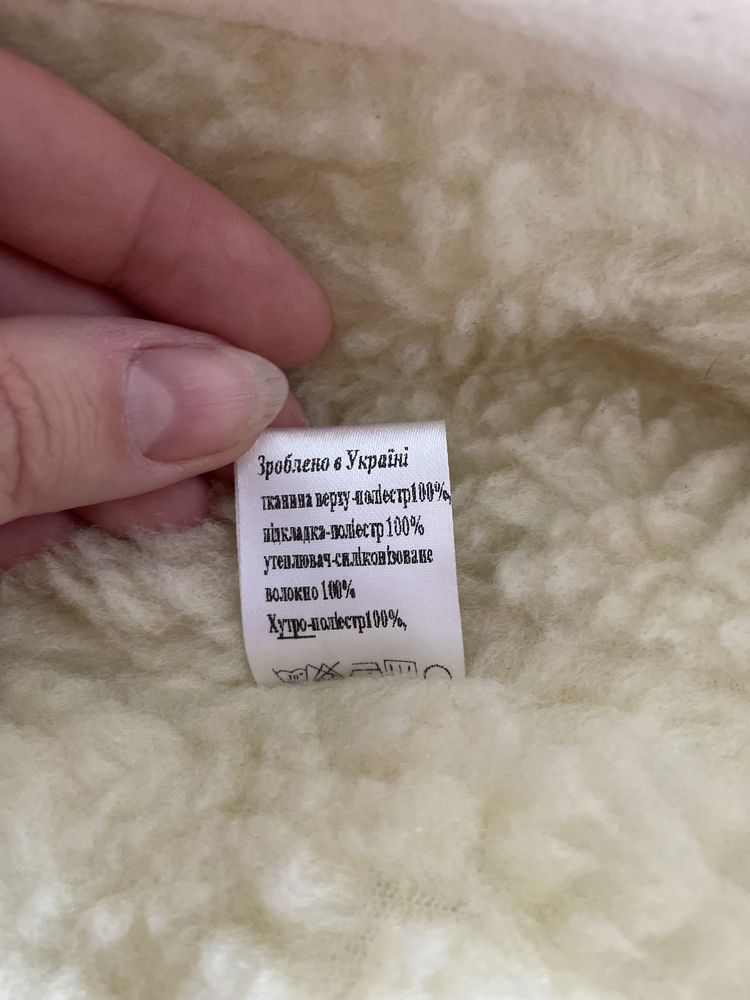 Зроблено в Україні
тканина верху-поліестр100%,
підкладка-поліестр 100%
утеплювач-силіконізоване
волокно 100%
Хутро-поліестр100%,